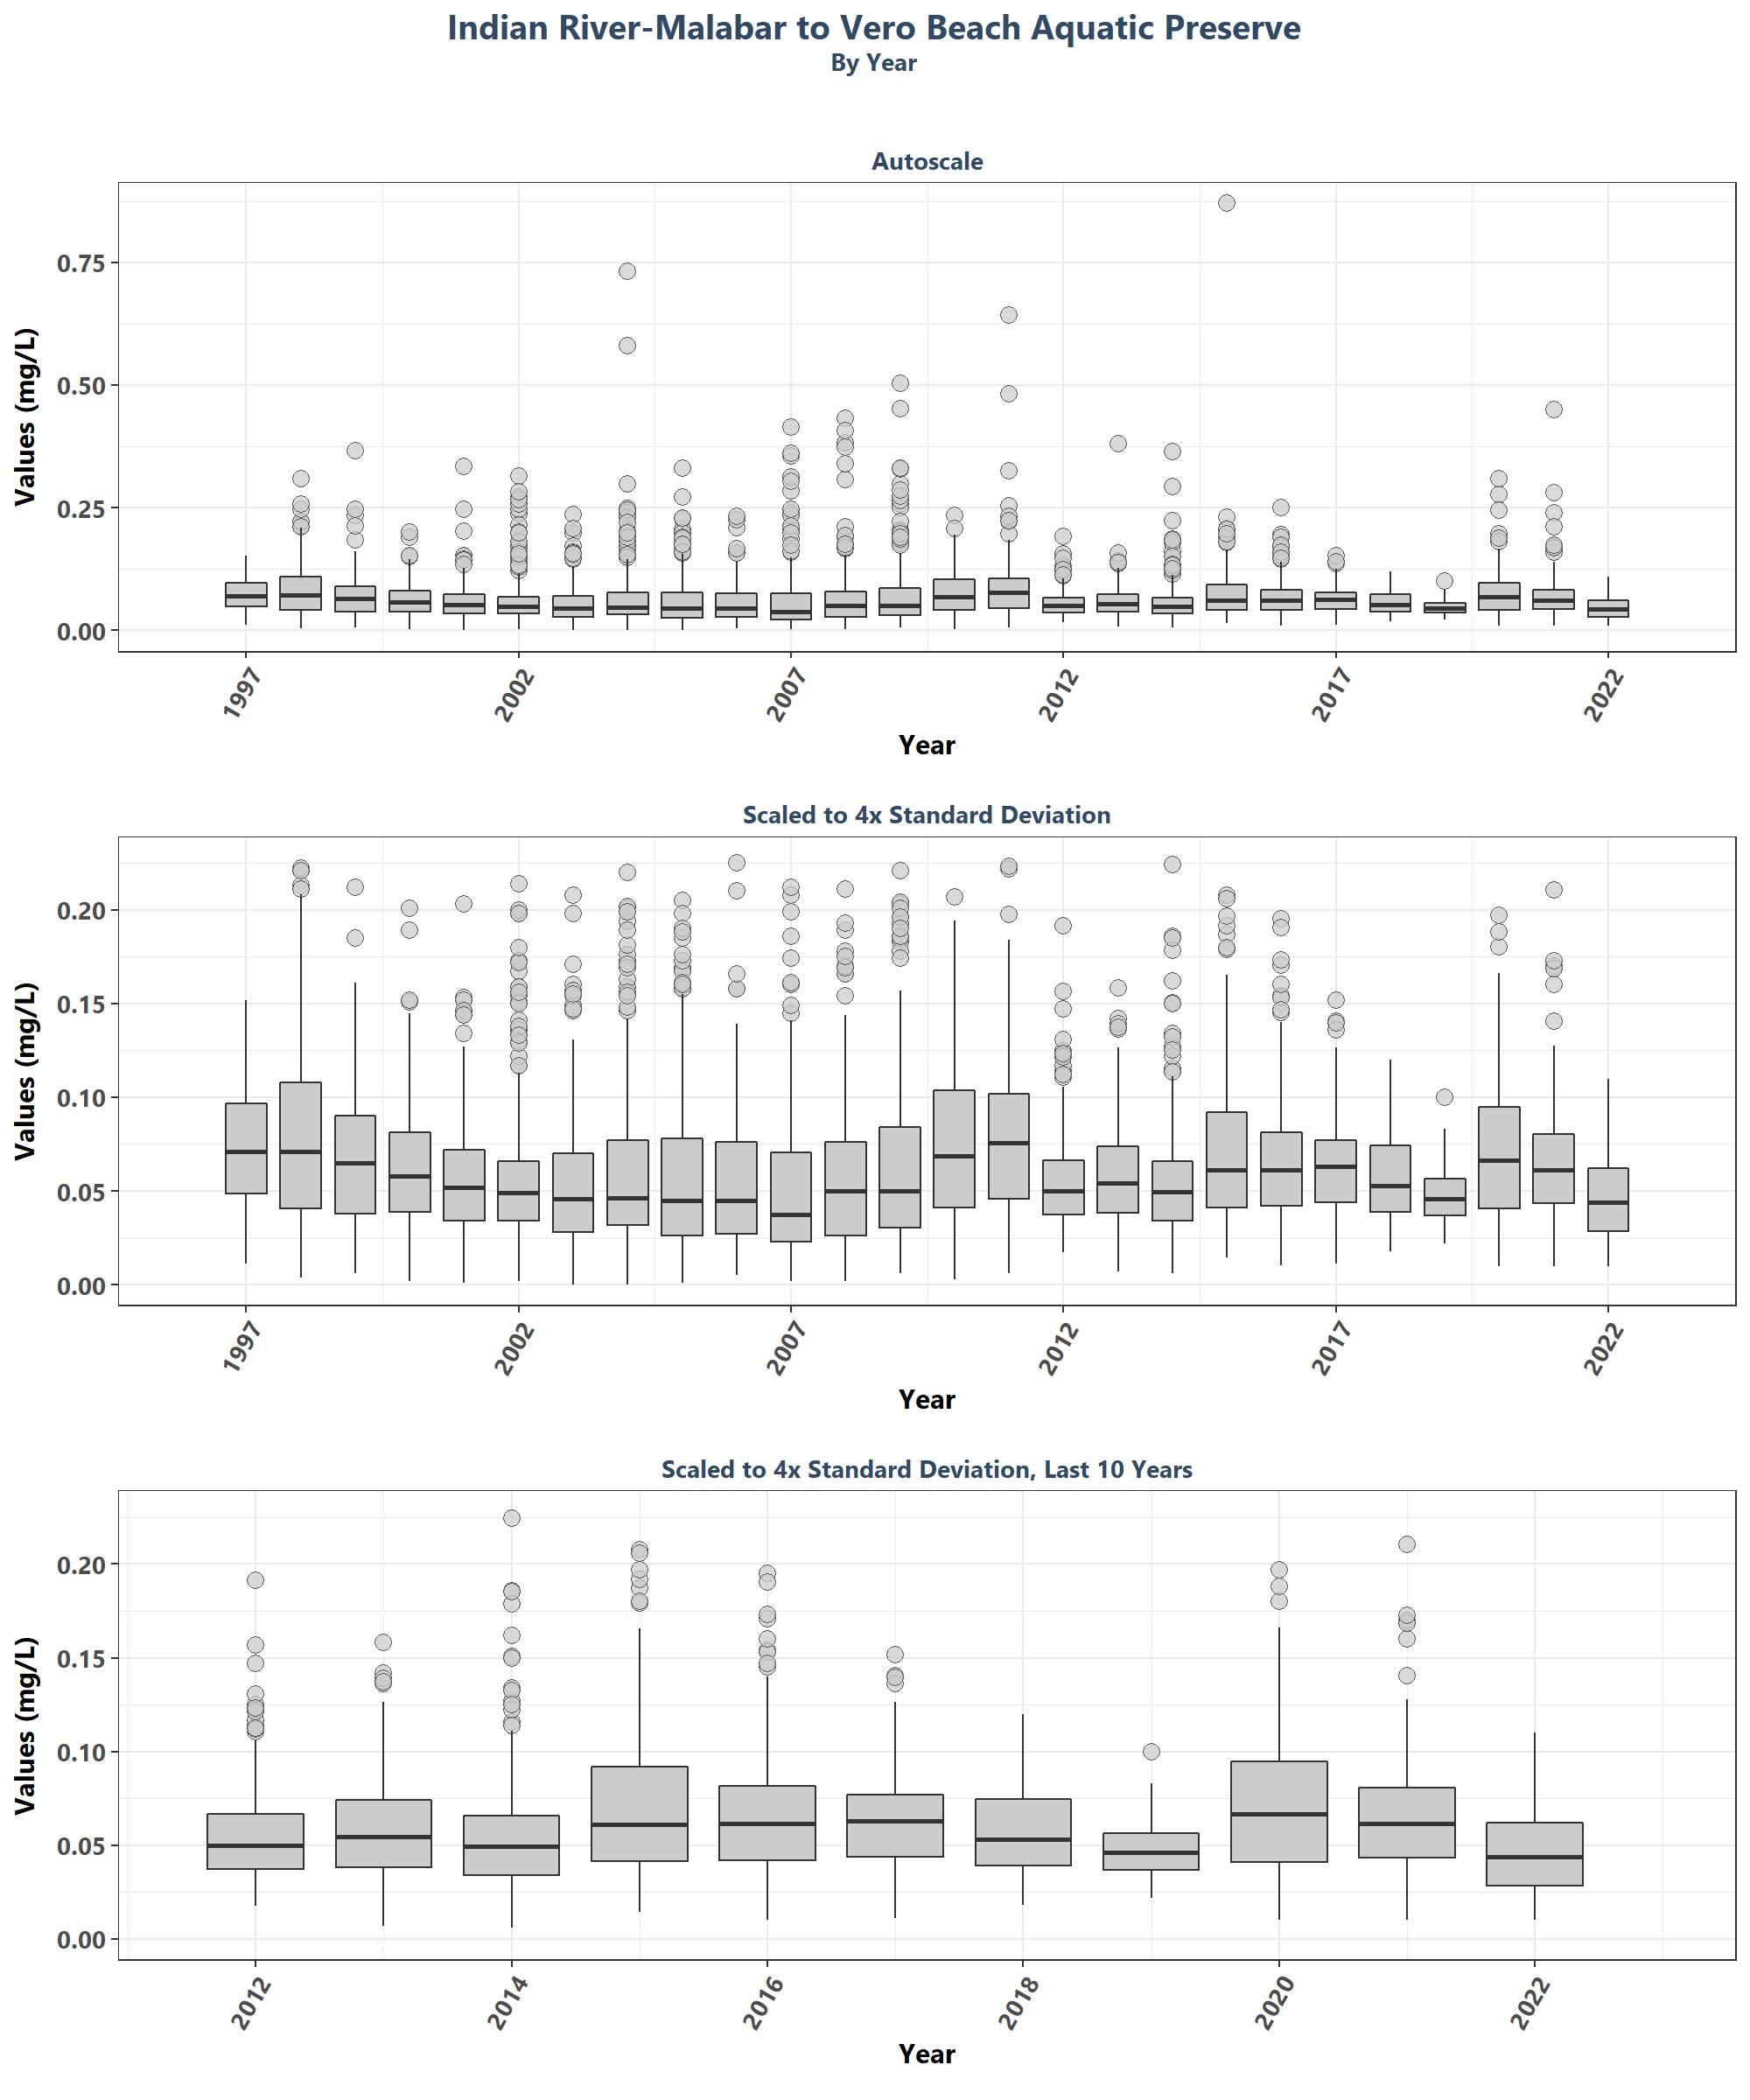 Indian River-Malabar to Vero Beach Aquatic Preserve
By Year
Autoscale
Values (mg/L)
0.75
0.50
0.25
0.00
1997
2002
2007
2012
2017
2022
Year
Scaled to 4x Standard Deviation
Values (mg/L)
0.20
0.15
0.10
0.05
0.00
1997
2002
2007
2012
2017
2022
Year
Scaled to 4x Standard Deviation, Last 10 Years
Values (mg/L)
0.20
0.15
0.10
0.05
0.00
2012
2014
2016
2018
2020
2022
Year